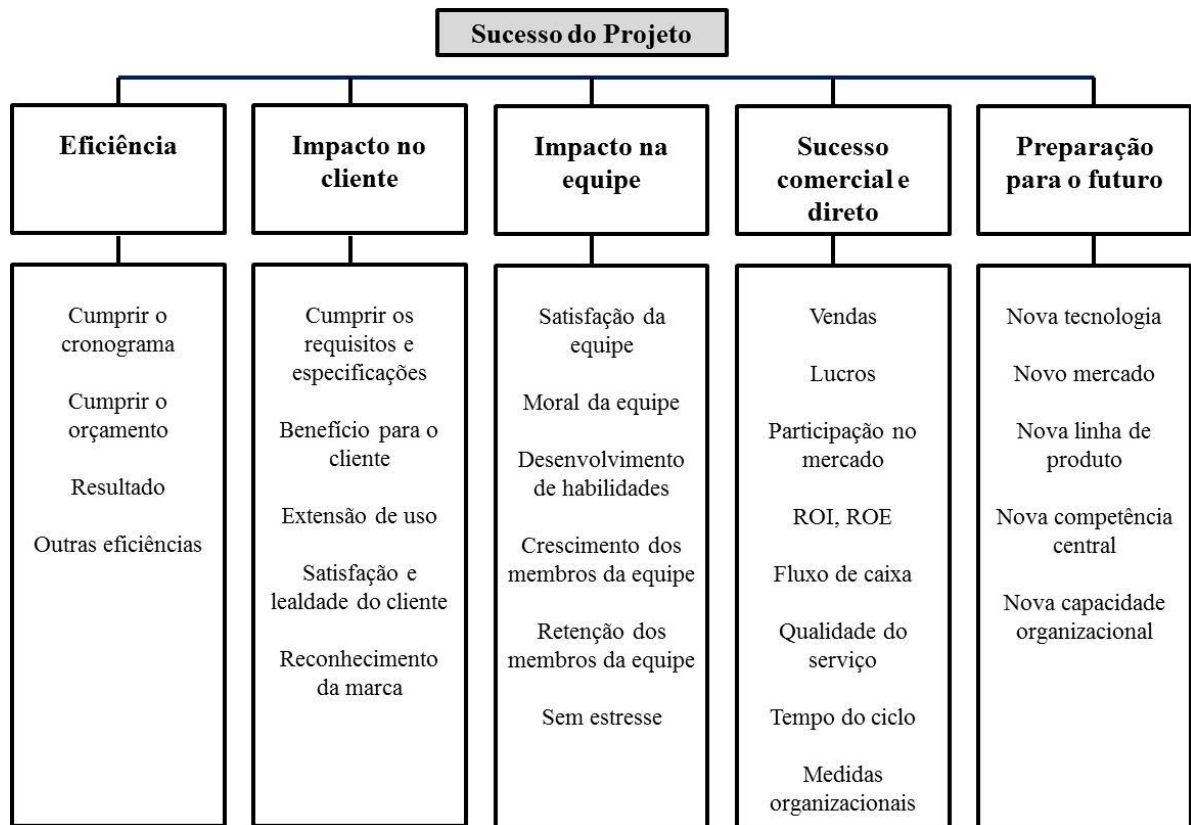 Sucesso do Projeto
Eficiência
Impacto no
cliente
Impacto na
equipe
Sucesso
comercial e
direto
Preparação
para o futuro
Cumprir o
cronograma
Cumprir o
orçamento
Resultado
Outras eficiências
Cumprir os
requisitos e
especificações
Benefício para o
cliente
Extensão de uso
Satisfação e
lealdade do cliente
Reconhecimento
da marca
Satisfação da
equipe
Moral da equipe
Desenvolvimento
de habilidades
Crescimento dos
membros da equipe
Retenção dos
membros da equipe
Sem estresse
Vendas
Lucros
Participação no
mercado
ROI, ROE
Fluxo de caixa
Qualidade do
serviço
Tempo do ciclo
Medidas
organizacionais
Nova tecnologia
Novo mercado
Nova linha de
produto
Nova competência
central
Nova capacidade
organizacional